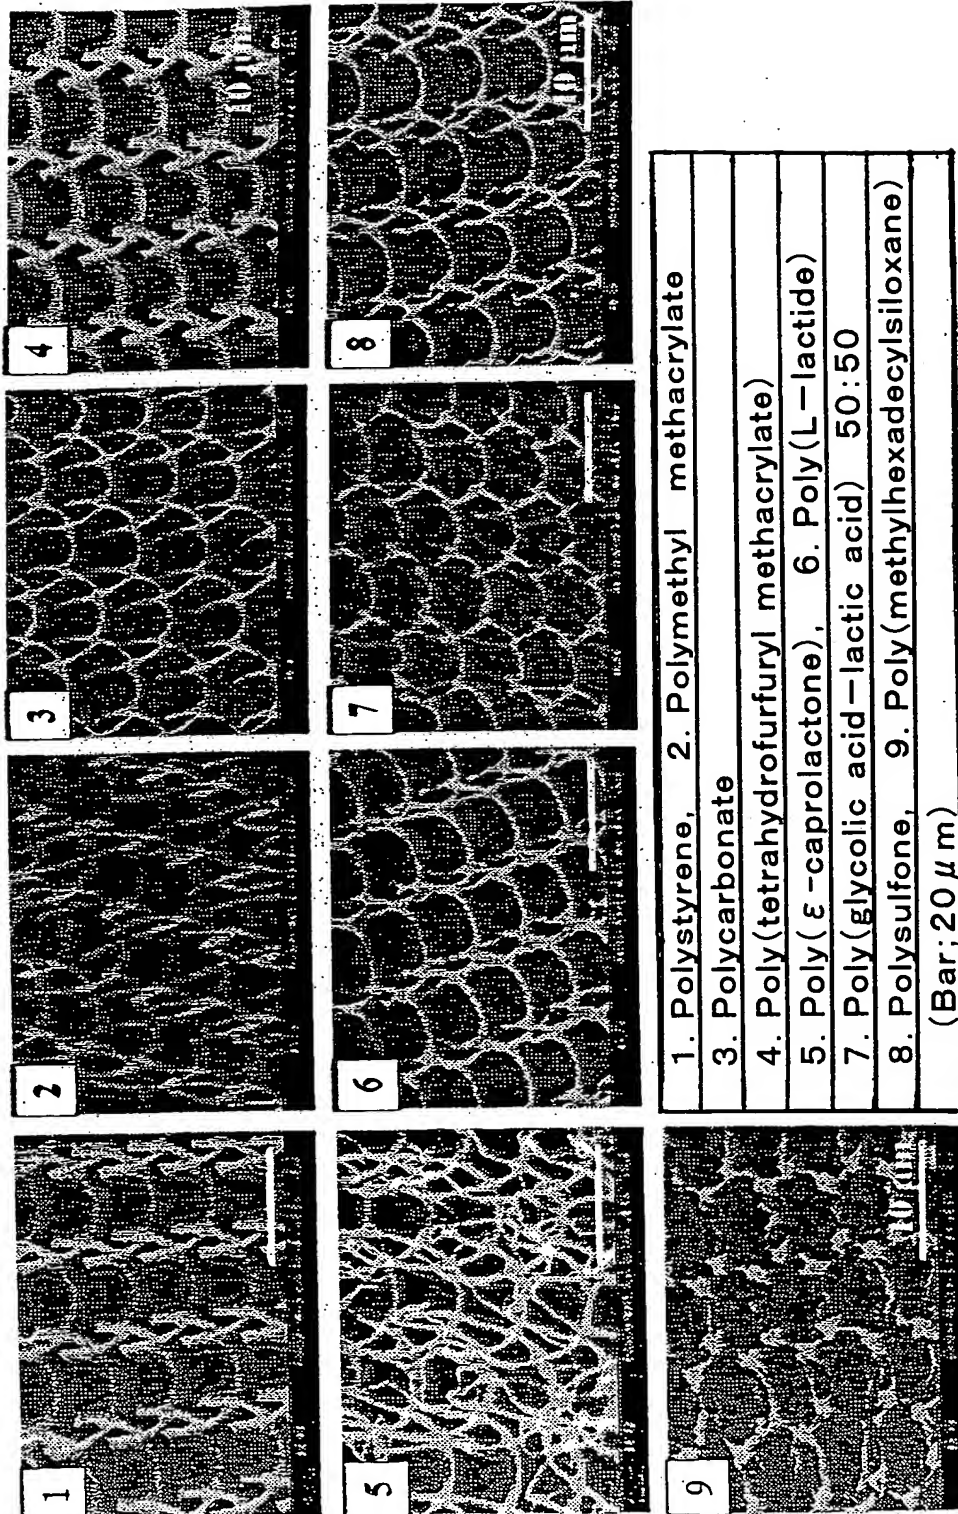 1
2
3
4
10 μm
5
6
7
8
10 μm
9
10 μm
1. Polystyrene, 2. Polymethyl methacrylate
3. Polycarbonate
4. Poly(tetrahydrofurfuryl methacrylate)
5. Poly(ε-caprolactone), 6. Poly(L-lactide)
7. Poly(glycolic acid-lactic acid) 50:50
8. Polysulfone, 9. Poly(methylhexadecylsiloxane)
(Bar; 20μm)